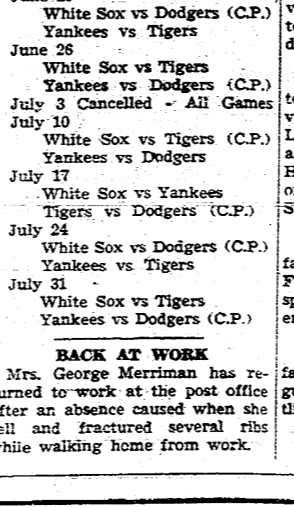 White Sox vs Dodgers (C.P.)
Yankees vs Tigers
June 26
White Sox vs Tigers
Yankees vs Dodgers (C.P.)
July 3 Cancelled - All Games
July 10
White Sox vs Tigers (C.P.)
Yankees vs Dodgers
July 17
White Sox vs Yankees
Tigers vs Dodgers (C.P.)
July 24
White Sox vs Dodgers (C.P.)
Yankees vs Tigers
July 31
White Sox vs Tigers
Yankees vs Dodgers (C.P.)
BACK AT WORK
Mrs. George Merriman has re-
urned to work at the post office
fter an absence caused when she
ell and fractured several ribs
hile walking home from work.